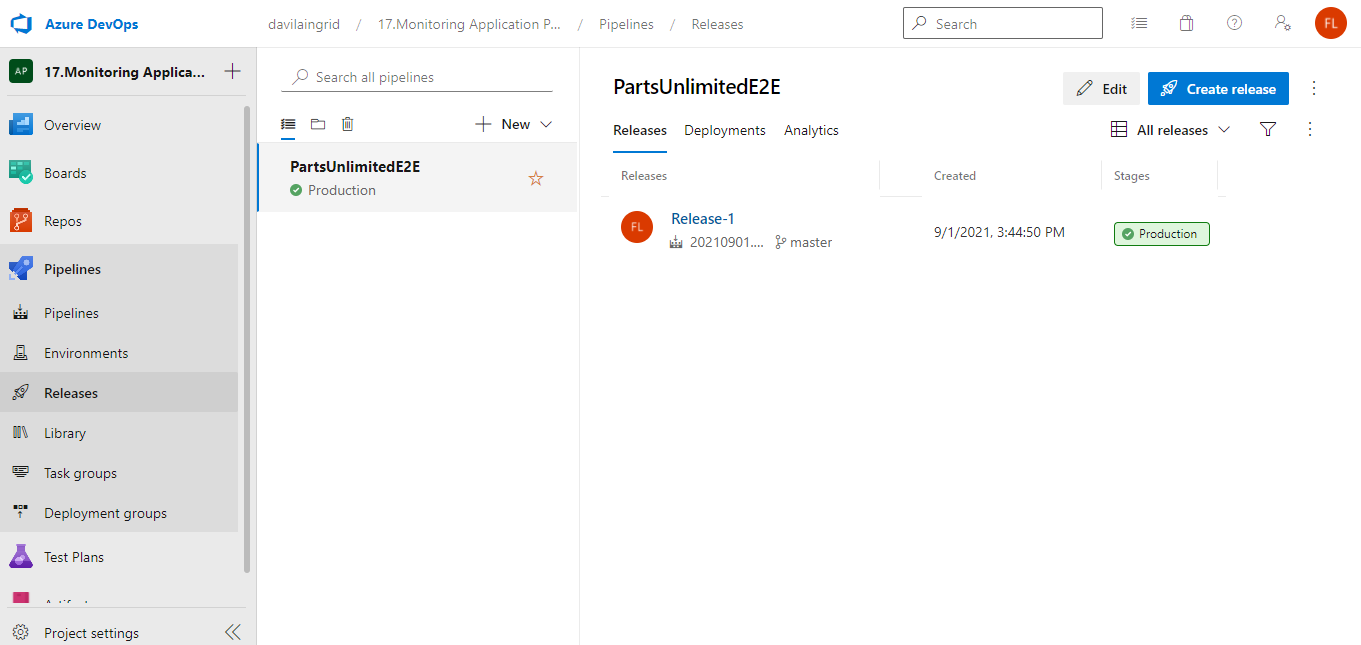 Azure DevOps
davilaingrid / 17.Monitoring Application P... / Pipelines / Releases
Search
FL
AP
17.Monitoring Applica...
Overview
Boards
Repos
Pipelines
Pipelines
Environments
Releases
Library
Task groups
Deployment groups
Test Plans
Project settings
Search all pipelines
New
PartsUnlimitedE2E
Production
PartsUnlimitedE2E
Edit
Create release
Releases Deployments Analytics
All releases
Releases Created Stages
FL
Release-1
20210901.... master
9/1/2021, 3:44:50 PM
Production